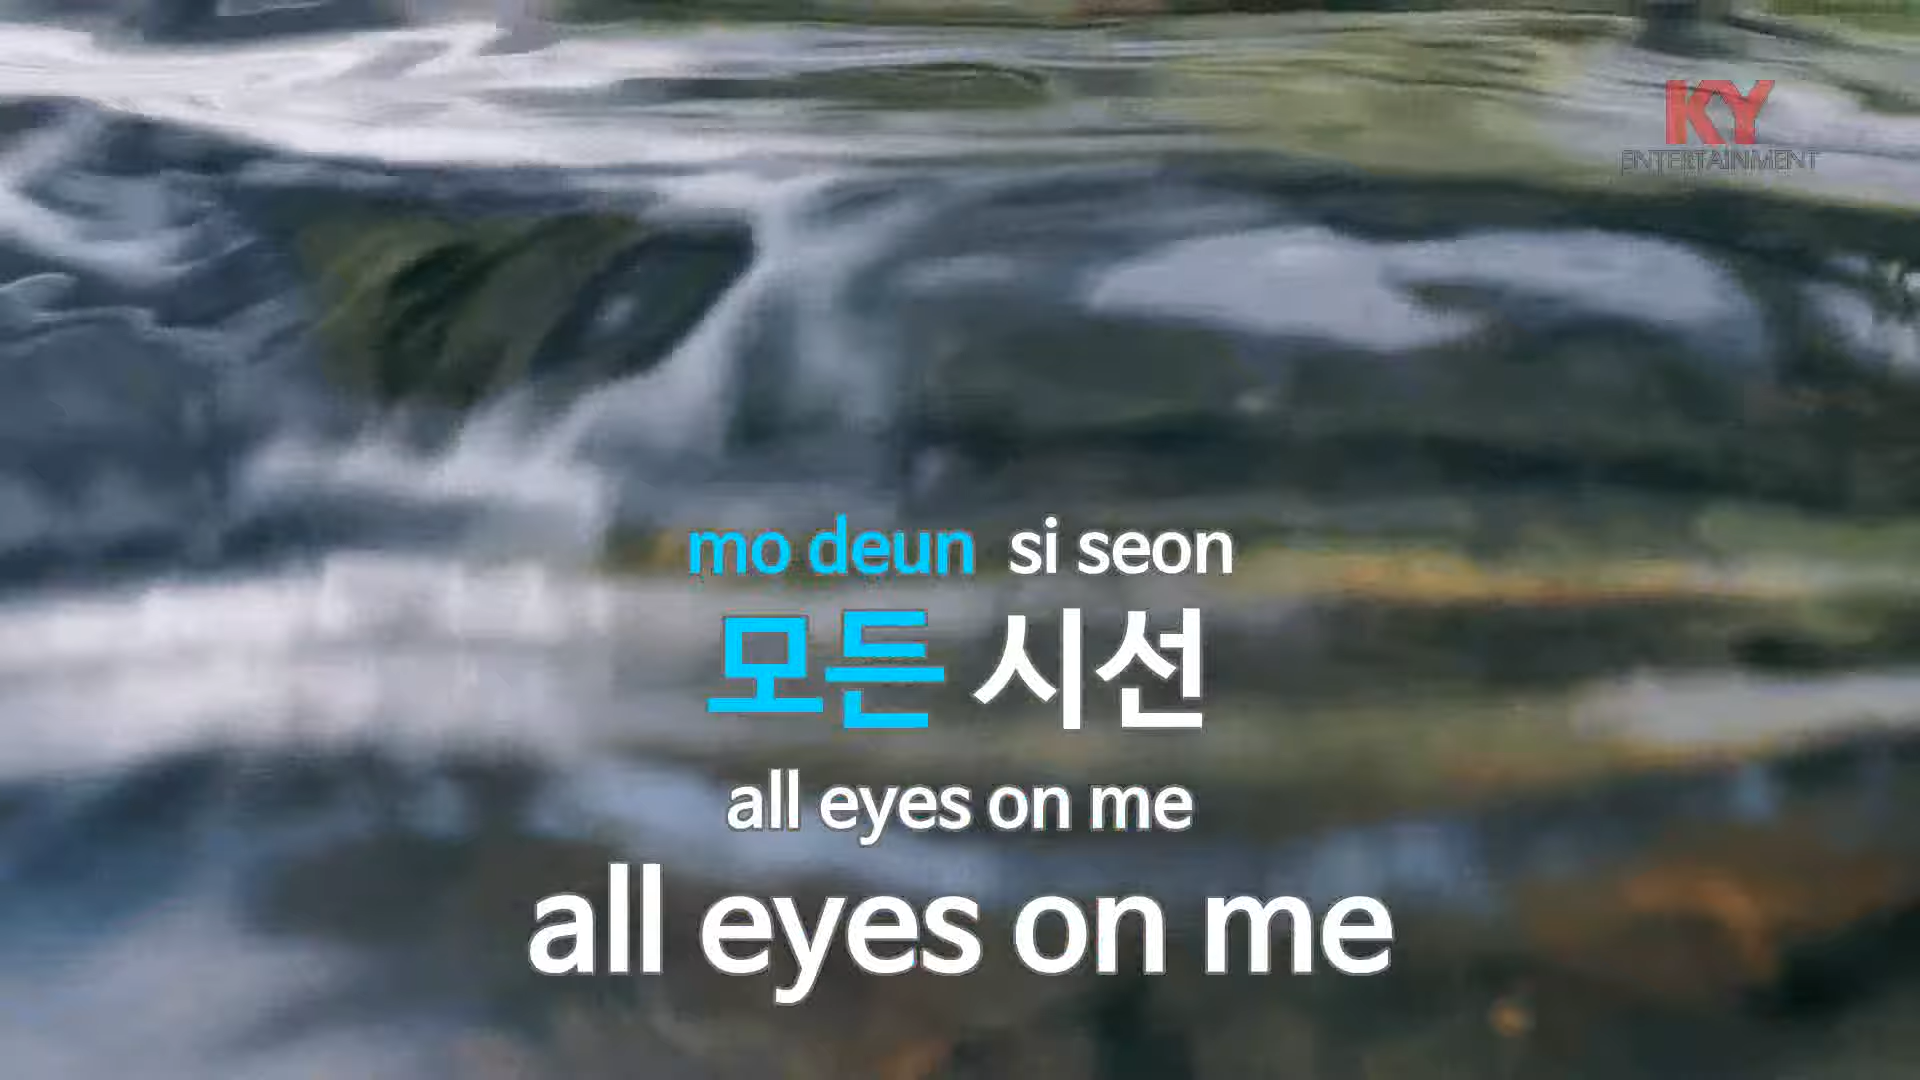 KY
ENTERTAINMENT
mo deun si seon
모든 시선
all eyes on me
all eyes on me